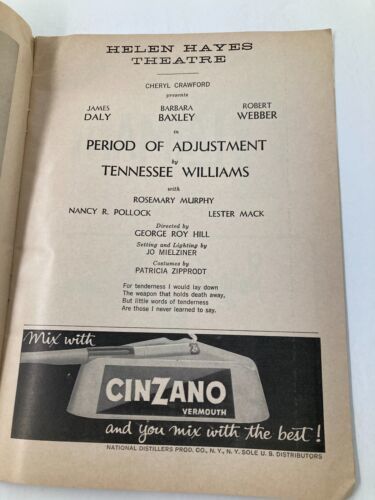 HELEN HAYES
THEATRE
CHERYL CRAWFORD
presents
JAMES BARBARA ROBERT
DALY BAXLEY WEBBER
in
PERIOD OF ADJUSTMENT
by
TENNESSEE WILLIAMS
with
ROSEMARY MURPHY
NANCY R. POLLOCK LESTER MACK
Directed by
GEORGE ROY HILL
Setting and Lighting by
JO MIELZINER
Costumes by
PATRICIA ZIPPRODT
For tenderness I would lay down
The weapon that holds death away,
But little words of tenderness
Are those I never learned to say.
Mix with
CINZANO
VERMOUTH
and you mix with the best!
NATIONAL DISTILLERS PROD. CO., N. Y., N. Y. SOLE U. S. DISTRIBUTORS